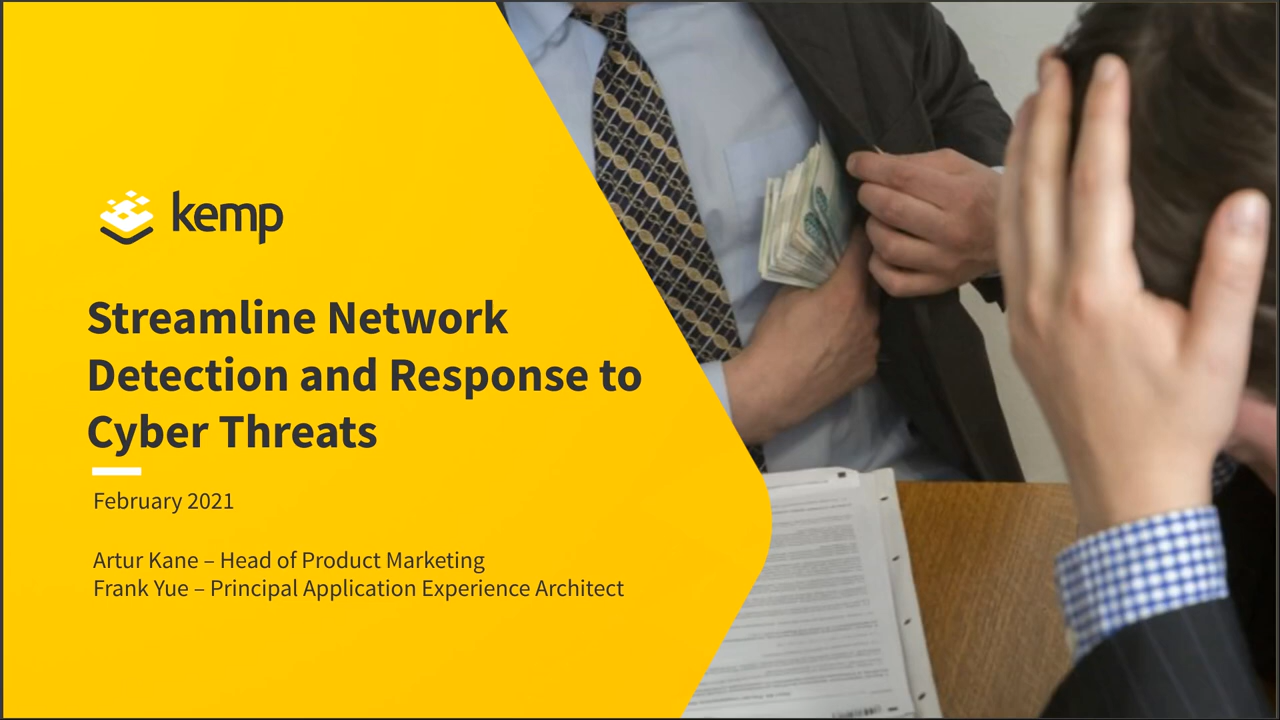 kemp
Streamline Network
Detection and Response to
Cyber Threats
February 2021
Artur Kane – Head of Product Marketing
Frank Yue – Principal Application Experience Architect